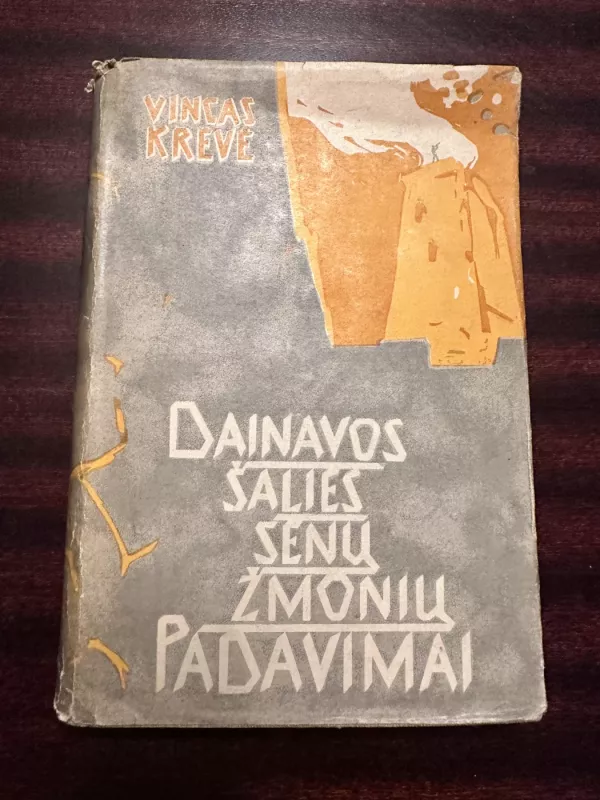 VINCAS
KRĖVĖ
DAINAVOS
ŠALIES
SENŲ
ŽMONIŲ
PADAVIMAI